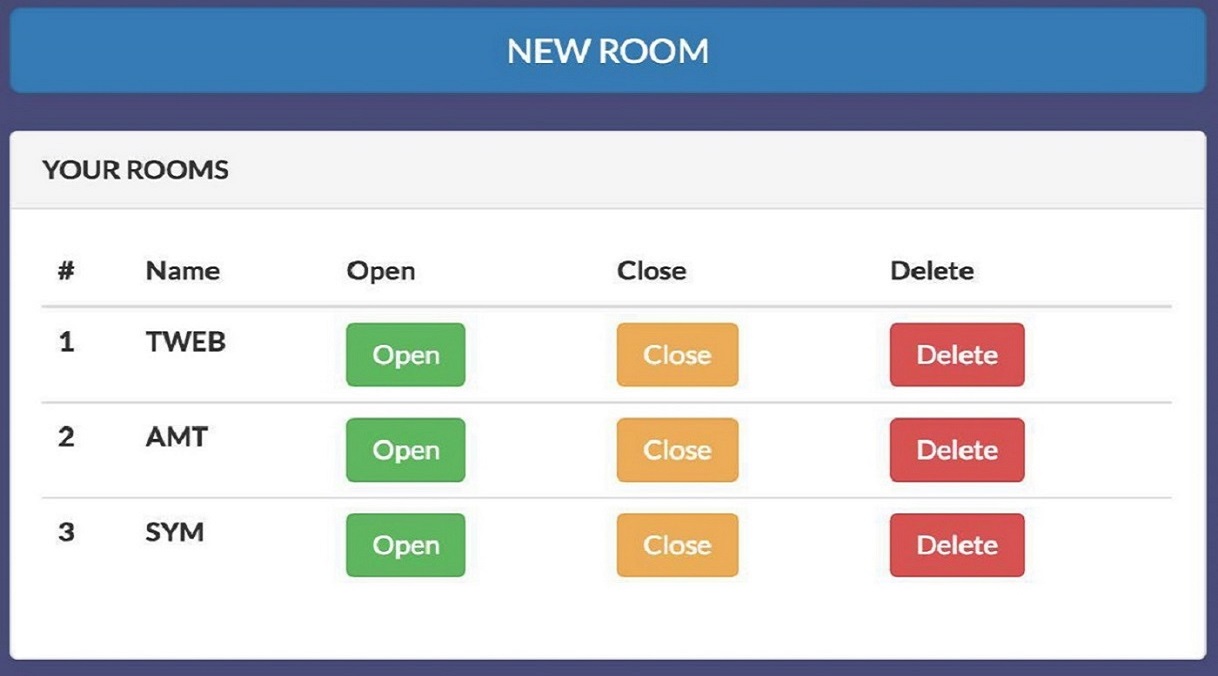 NEW ROOM
YOUR ROOMS
# Name Open Close Delete
1 TWEB Open Close Delete
2 AMT Open Close Delete
3 SYM Open Close Delete